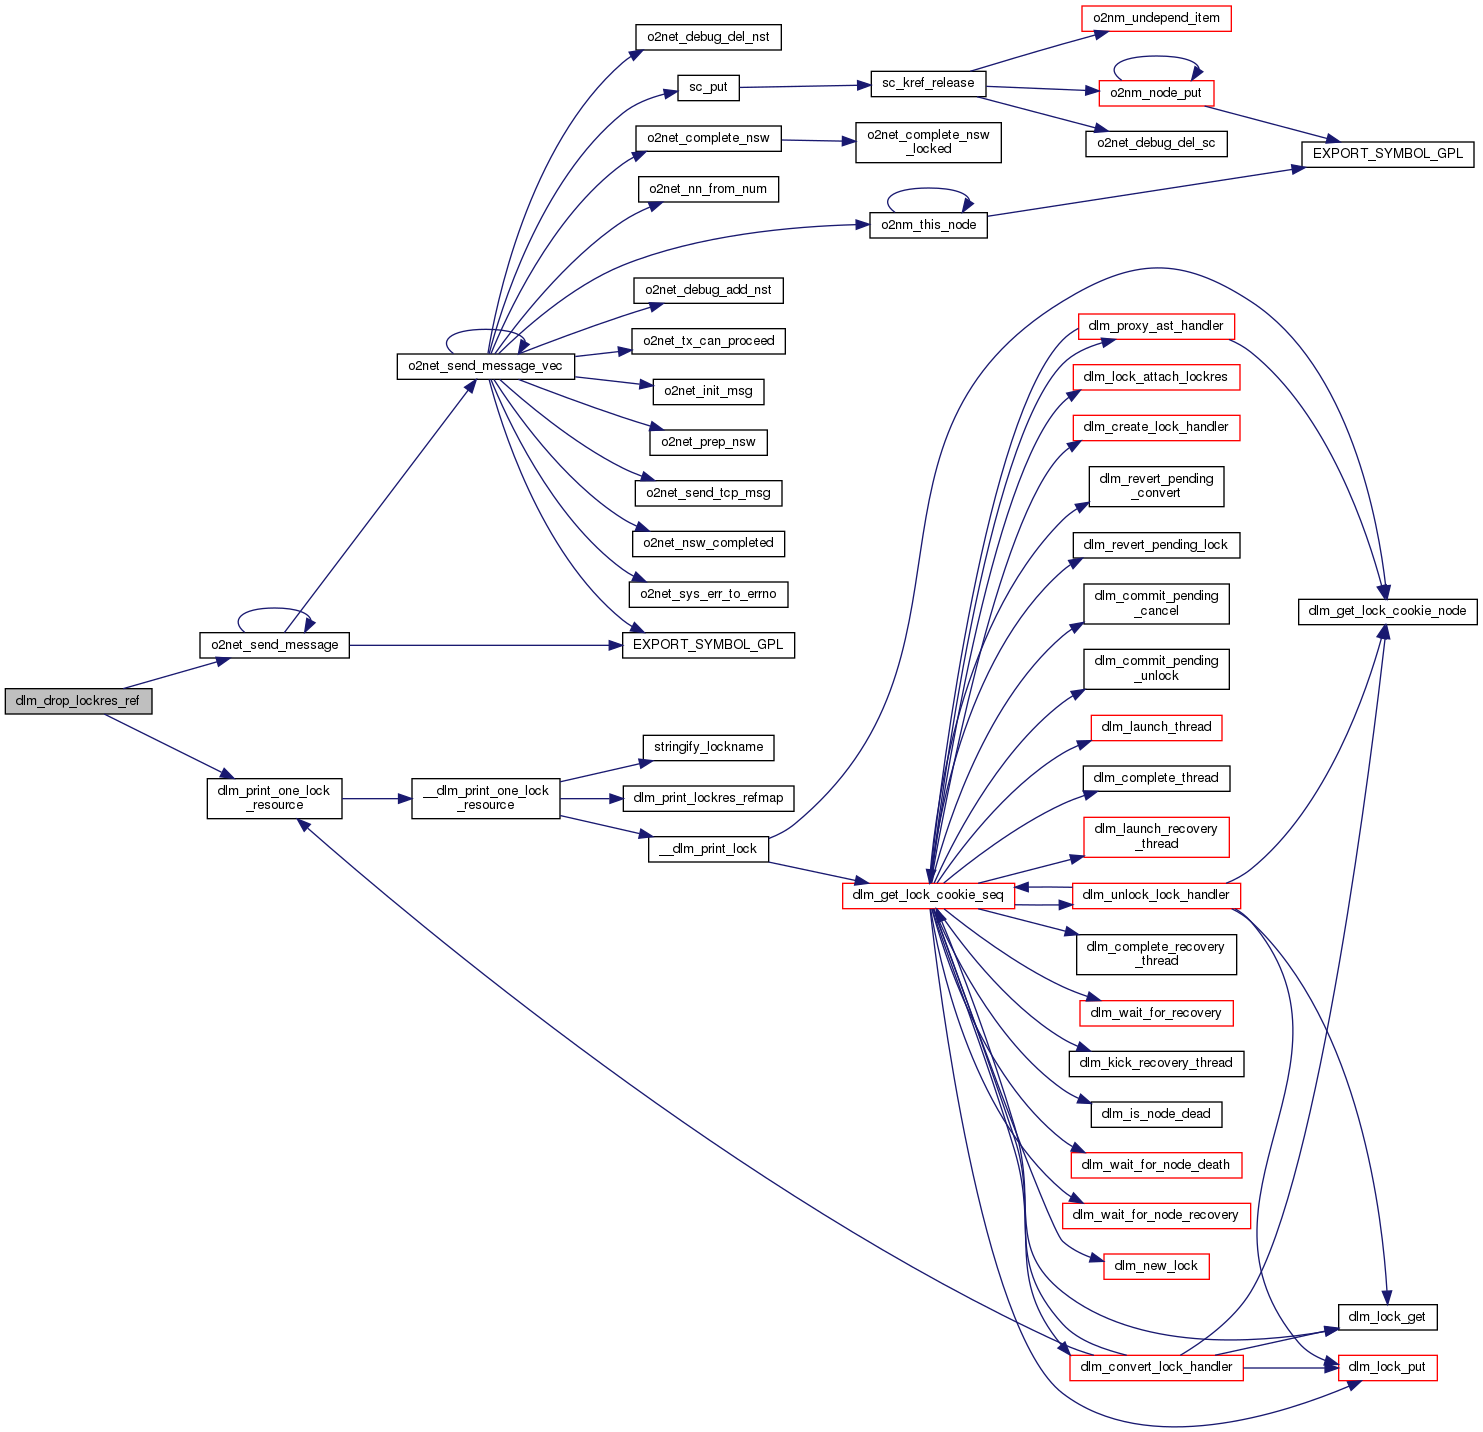 o2nm_undepend_item
o2net_debug_del_nst
sc_put
sc_kref_release
o2nm_node_put
o2net_complete_nsw
o2net_complete_nsw
_locked
o2net_debug_del_sc
EXPORT_SYMBOL_GPL
o2net_nn_from_num
o2nm_this_node
o2net_debug_add_nst
dlm_proxy_ast_handler
o2net_tx_can_proceed
o2net_send_message_vec
dlm_lock_attach_lockres
o2net_init_msg
dlm_create_lock_handler
o2net_prep_nsw
dlm_revert_pending
_convert
o2net_send_tcp_msg
o2net_nsw_completed
dlm_revert_pending_lock
o2net_sys_err_to_errno
dlm_commit_pending
_cancel
dlm_get_lock_cookie_node
o2net_send_message
EXPORT_SYMBOL_GPL
dlm_commit_pending
_unlock
dlm_drop_lockres_ref
dlm_launch_thread
stringify_lockname
dlm_complete_thread
dlm_print_one_lock
_resource
__dlm_print_one_lock
_resource
dlm_print_lockres_refmap
dlm_launch_recovery
_thread
__dlm_print_lock
dlm_get_lock_cookie_seq
dlm_unlock_lock_handler
dlm_complete_recovery
_thread
dlm_wait_for_recovery
dlm_kick_recovery_thread
dlm_is_node_dead
dlm_wait_for_node_death
dlm_wait_for_node_recovery
dlm_new_lock
dlm_lock_get
dlm_convert_lock_handler
dlm_lock_put